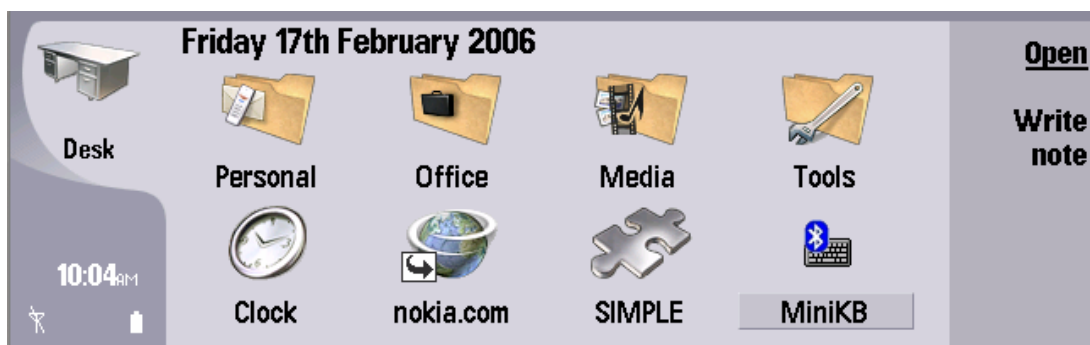 Friday 17th February 2006
Desk
Personal
Office
Media
Tools
Clock
nokia.com
SIMPLE
MiniKB
10:04AM
Open
Write
note